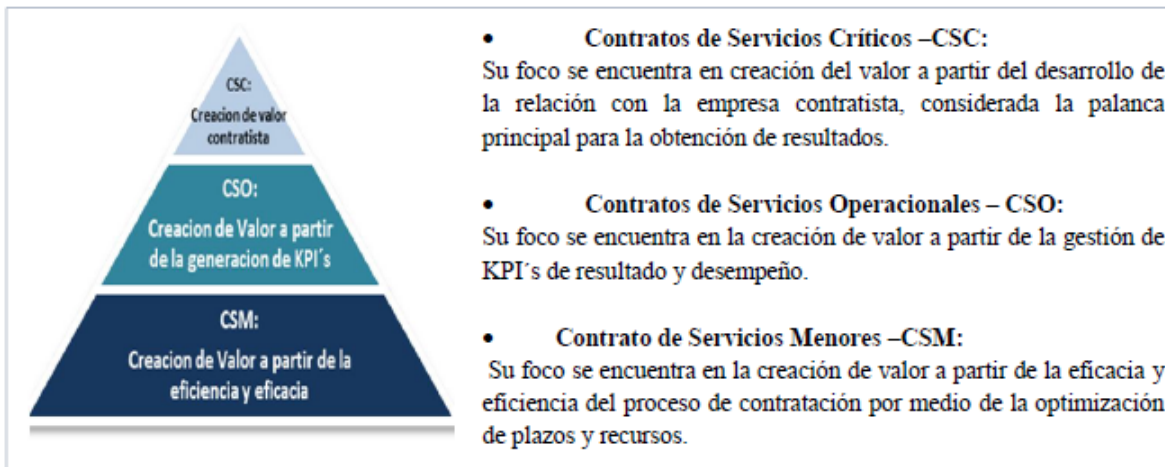 CSC:
Creacion de valor
contratista
CSO:
Creacion de Valor a partir
de la generacion de KPI´s
CSM:
Creacion de Valor a partir de la
eficiencia y eficacia
• Contratos de Servicios Críticos –CSC:
Su foco se encuentra en creación del valor a partir del desarrollo de
la relación con la empresa contratista, considerada la palanca
principal para la obtención de resultados.
• Contratos de Servicios Operacionales – CSO:
Su foco se encuentra en la creación de valor a partir de la gestión de
KPI´s de resultado y desempeño.
• Contrato de Servicios Menores –CSM:
Su foco se encuentra en la creación de valor a partir de la eficacia y
eficiencia del proceso de contratación por medio de la optimización
de plazos y recursos.